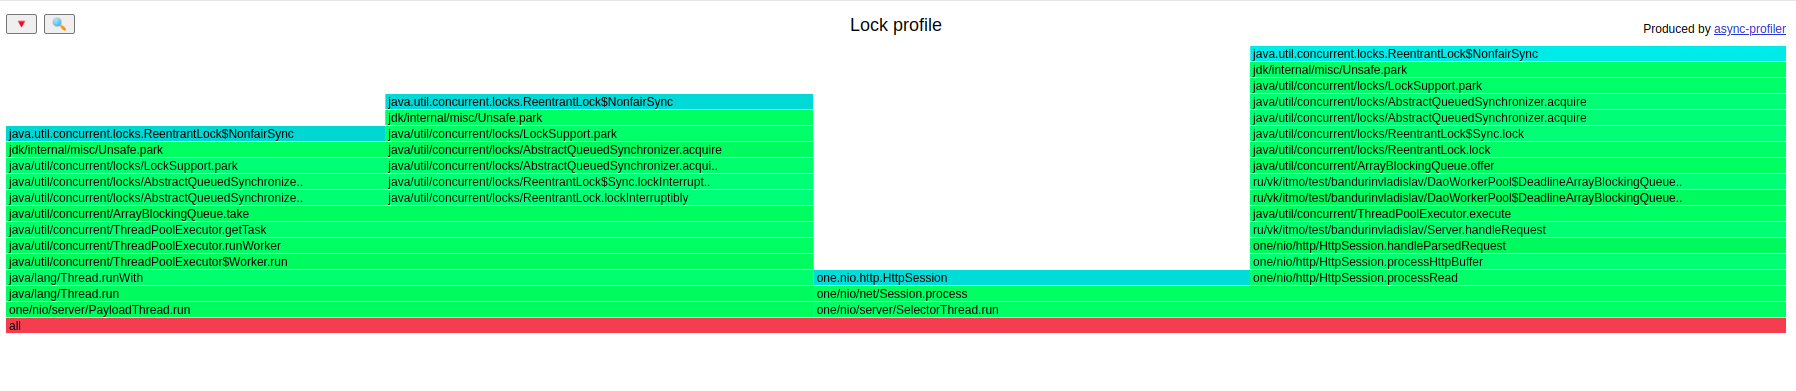 Lock profile
Produced by async-profiler
java.util.concurrent.locks.ReentrantLock$NonfairSync
jdk/internal/misc/Unsafe.park
java/util/concurrent/locks/LockSupport.park
java.util.concurrent.locks.ReentrantLock$NonfairSync java/util/concurrent/locks/AbstractQueuedSynchronizer.acquire
jdk/internal/misc/Unsafe.park java/util/concurrent/locks/AbstractQueuedSynchronizer.acquire
java.util.concurrent.locks.ReentrantLock$NonfairSync java/util/concurrent/locks/LockSupport.park java/util/concurrent/locks/ReentrantLock$Sync.lock
jdk/internal/misc/Unsafe.park java/util/concurrent/locks/AbstractQueuedSynchronizer.acquire java/util/concurrent/locks/ReentrantLock.lock
java/util/concurrent/locks/LockSupport.park java/util/concurrent/locks/AbstractQueuedSynchronizer.acqui.. java/util/concurrent/ArrayBlockingQueue.offer
java/util/concurrent/locks/AbstractQueuedSynchronize.. java/util/concurrent/locks/ReentrantLock$Sync.lockInterrupt.. ru/vk/itmo/test/bandurinvladislav/DaoWorkerPool$DeadlineArrayBlockingQueue..
java/util/concurrent/locks/AbstractQueuedSynchronize.. java/util/concurrent/locks/ReentrantLock.lockInterruptibly ru/vk/itmo/test/bandurinvladislav/DaoWorkerPool$DeadlineArrayBlockingQueue..
java/util/concurrent/ArrayBlockingQueue.take java/util/concurrent/ThreadPoolExecutor.execute
java/util/concurrent/ThreadPoolExecutor.getTask ru/vk/itmo/test/bandurinvladislav/Server.handleRequest
java/util/concurrent/ThreadPoolExecutor.runWorker one/nio/http/HttpSession.handleParsedRequest
java/util/concurrent/ThreadPoolExecutor$Worker.run one/nio/http/HttpSession.processHttpBuffer
java/lang/Thread.runWith one.nio.http.HttpSession one/nio/http/HttpSession.processRead
java/lang/Thread.run one/nio/net/Session.process
one/nio/server/PayloadThread.run one/nio/server/SelectorThread.run
all